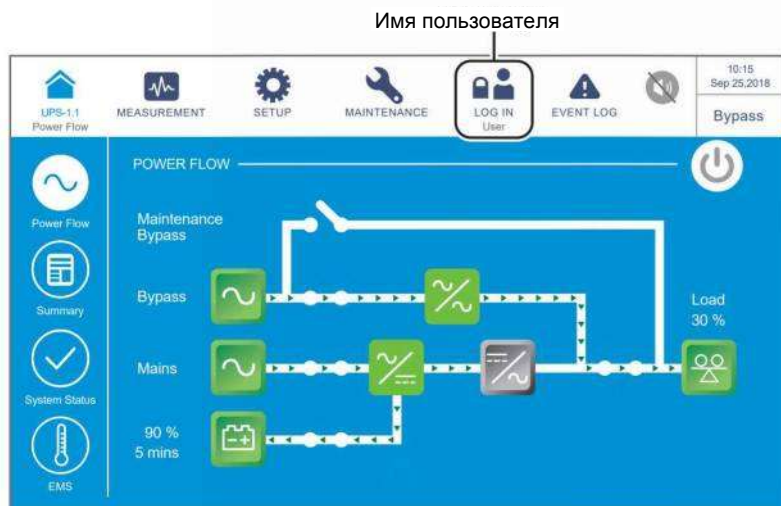 Имя пользователя
10:15
Sep 25,2018
UPS-1.1
Power Flow
MEASUREMENT
SETUP
MAINTENANCE
LOG IN
User
EVENT LOG
Bypass
POWER FLOW
Power Flow
Maintenance
Bypass
Summary
Bypass
Load
30 %
System Status
Mains
90 %
5 mins
EMS